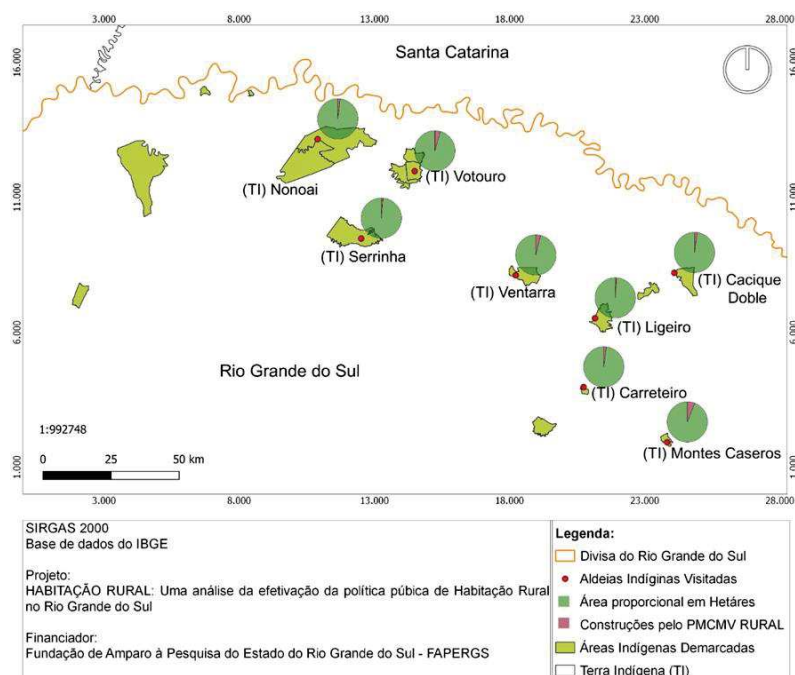 3.000 8.000 13.000 18.000 23.000 28.000
16.000
16.000
Santa Catarina
(TI) Nonoai
(TI) Votouro
11.000
11.000
(TI) Serrinha
(TI) Ventarra
(TI) Cacique
Doble
(TI) Ligeiro
6.000
6.000
Rio Grande do Sul
(TI) Carreteiro
1:992748
0 25 50 km
(TI) Montes Caseros
1.000
1.000
3.000 8.000 13.000 18.000 23.000 28.000
SIRGAS 2000
Base de dados do IBGE
Projeto:
HABITAÇÃO RURAL: Uma análise da efetivação da política púbica de Habitação Rural
no Rio Grande do Sul
Financiador:
Fundação de Amparo à Pesquisa do Estado do Rio Grande do Sul - FAPERGS
Legenda:
Divisa do Rio Grande do Sul
Aldeias Indíginas Visitadas
Área proporcional em Hetáres
Construções pelo PMCMV RURAL
Áreas Indígenas Demarcadas
Terra Indígena (TI)